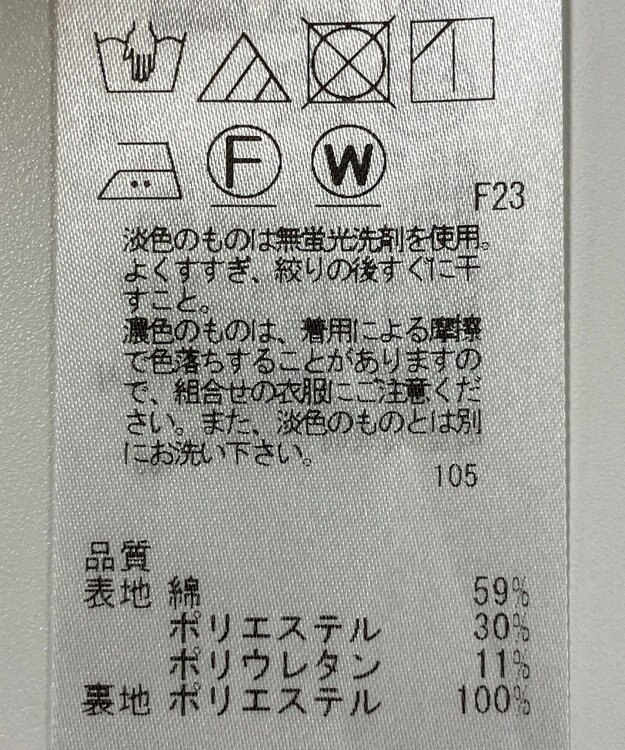 F W
F23
淡色のものは無蛍光洗剤を使用。
よくすすぎ、絞りの後すぐに干
すこと。
濃色のものは、着用による摩擦
で色落ちすることがありますの
で、組合せの衣服にご注意くだ
さい。また、淡色のものとは別
にお洗い下さい。
105
品質
表地 綿 59%
ポリエステル 30%
ポリウレタン 11%
裏地 ポリエステル 100%